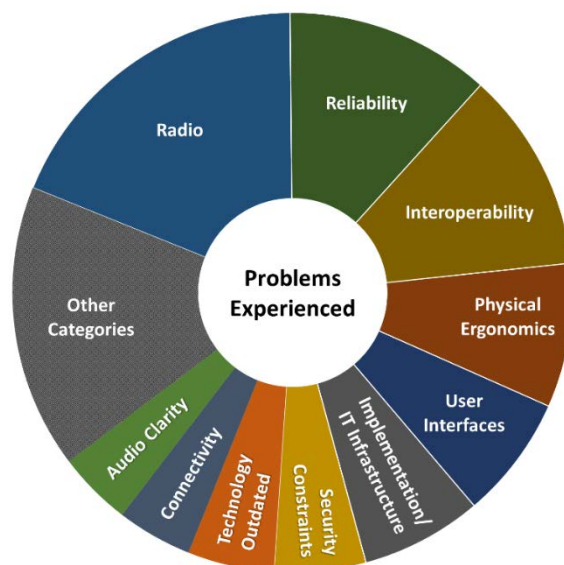 Problems
Experienced
Reliability
Interoperability
Physical
Ergonomics
User
Interfaces
Implementation/
IT Infrastructure
Security
Constraints
Technology
Outdated
Connectivity
Audio Clarity
Other
Categories
Radio